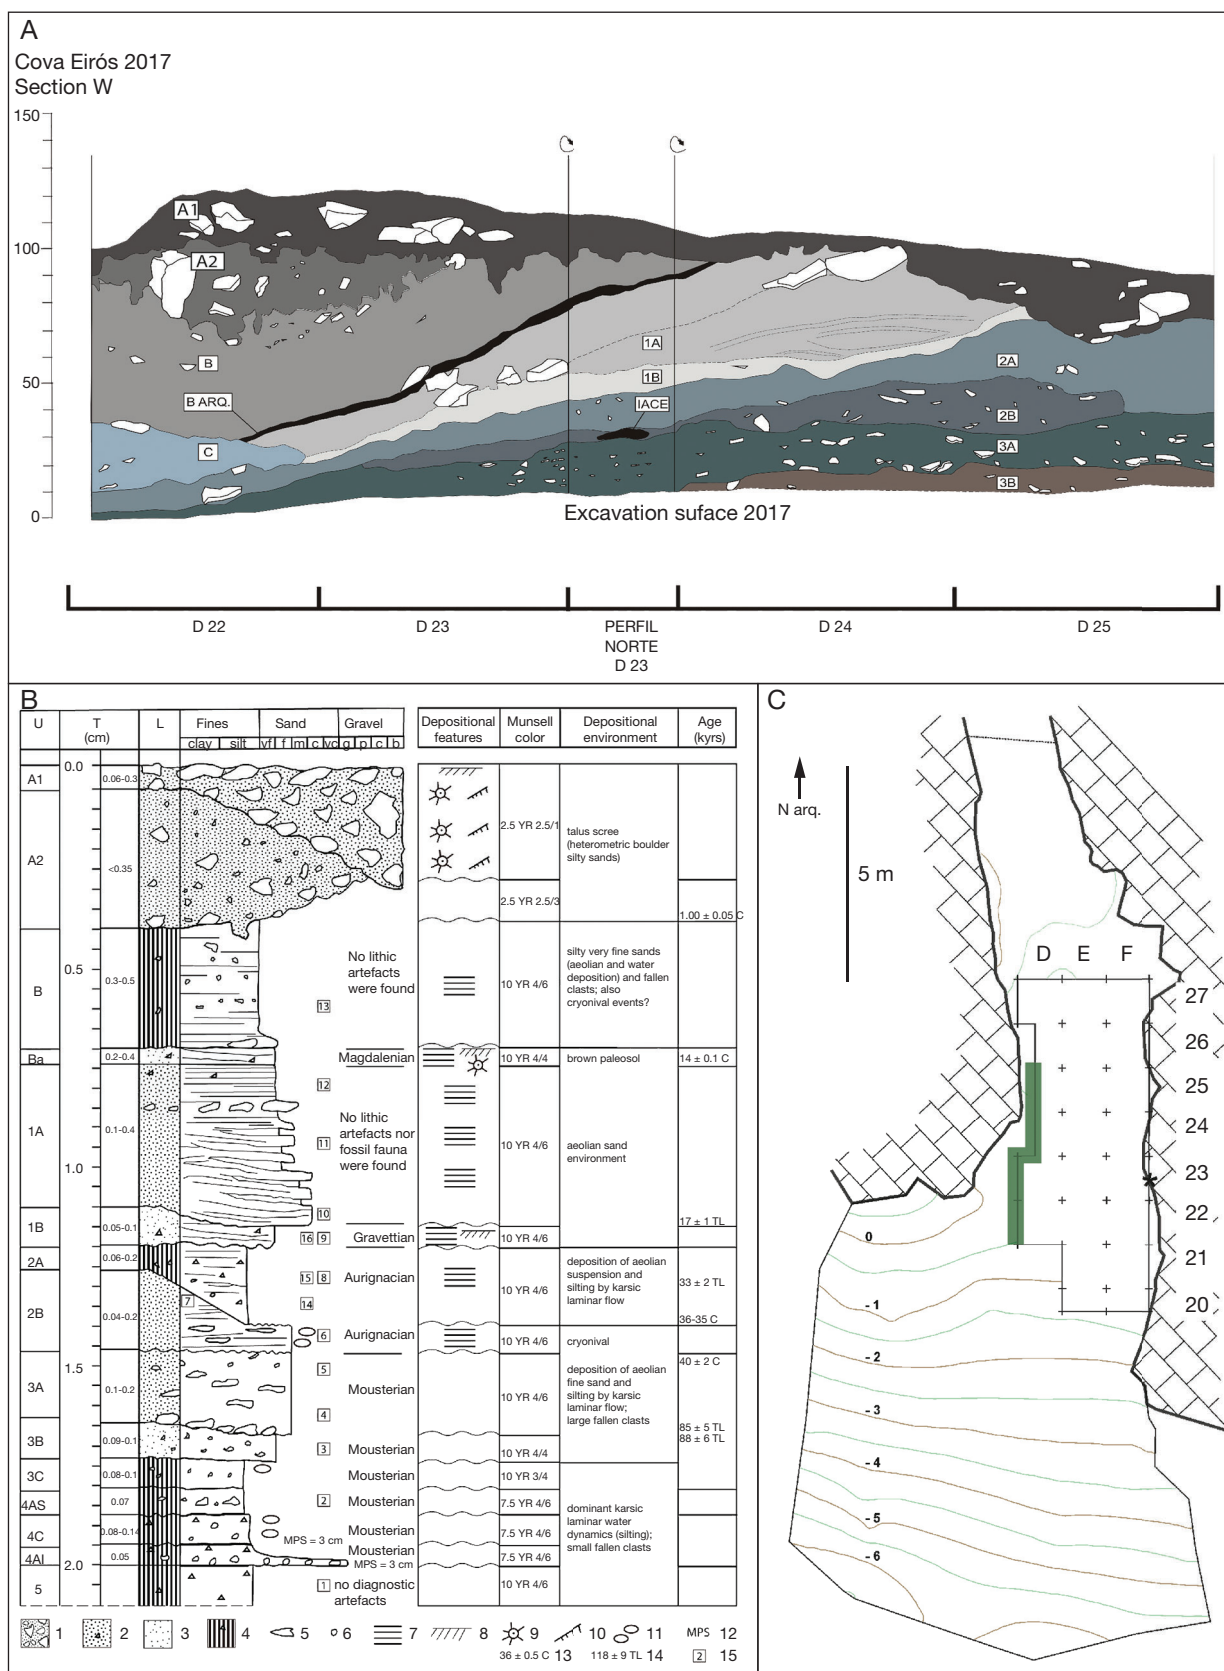 A
Cova Eirós 2017
Section W
150
100
50
0
A1
A2
B
B ARQ.
C
1A
1B
IACE
2A
2B
3A
3B
Excavation suface 2017
D 22
D 23
PERFIL
NORTE
D 23
D 24
D 25
B
U
T
(cm)
L
Fines
Sand
Gravel
clay
silt
vf
f
m
c
vc
g
p
c
b
Depositional
features
Munsell
color
Depositional
environment
Age
(kyrs)
0.0
0.5
1.0
1.5
2.0
A1
0.06-0.3
A2
<0.35
2.5 YR 2.5/1
talus scree
(heterometric boulder
silty sands)
2.5 YR 2.5/3
1.00 ± 0.05 C
B
0.3-0.5
No lithic
artefacts
were found
13
10 YR 4/6
silty very fine sands
(aeolian and water
deposition) and fallen
clasts; also
cryonival events?
Ba
0.2-0.4
Magdalenian
10 YR 4/4
brown paleosol
14 ± 0.1 C
1A
0.1-0.4
12
No lithic
artefacts nor
fossil fauna
were found
11
10
10 YR 4/6
aeolian sand
environment
17 ± 1 TL
1B
0.05-0.1
16 9
Gravettian
10 YR 4/6
2A
0.06-0.2
15 8
Aurignacian
10 YR 4/6
deposition of aeolian
suspension and
silting by karsic
laminar flow
33 ± 2 TL
36-35 C
2B
0.04-0.2
7
14
6
Aurignacian
10 YR 4/6
cryonival
3A
0.1-0.2
5
Mousterian
4
10 YR 4/6
deposition of aeolian
fine sand and
silting by karsic
laminar flow;
large fallen clasts
40 ± 2 C
85 ± 5 TL
88 ± 6 TL
3B
0.09-0.1
3
Mousterian
10 YR 4/4
3C
0.08-0.1
Mousterian
10 YR 3/4
4AS
0.07
2
Mousterian
7.5 YR 4/6
dominant karsic
laminar water
dynamics (silting);
small fallen clasts
4C
0.08-0.14
Mousterian
MPS = 3 cm
7.5 YR 4/6
4AI
0.05
Mousterian
MPS = 3 cm
7.5 YR 4/6
5
1
no diagnostic
artefacts
10 YR 4/6
1 2 3 4 5 6 7 8 9 10 11 MPS 12
36 ± 0.5 C 13 118 ± 9 TL 14 2 15
C
N arq.
5 m
D E F
27
26
25
24
23
22
21
20
0
- 1
- 2
- 3
- 4
- 5
- 6